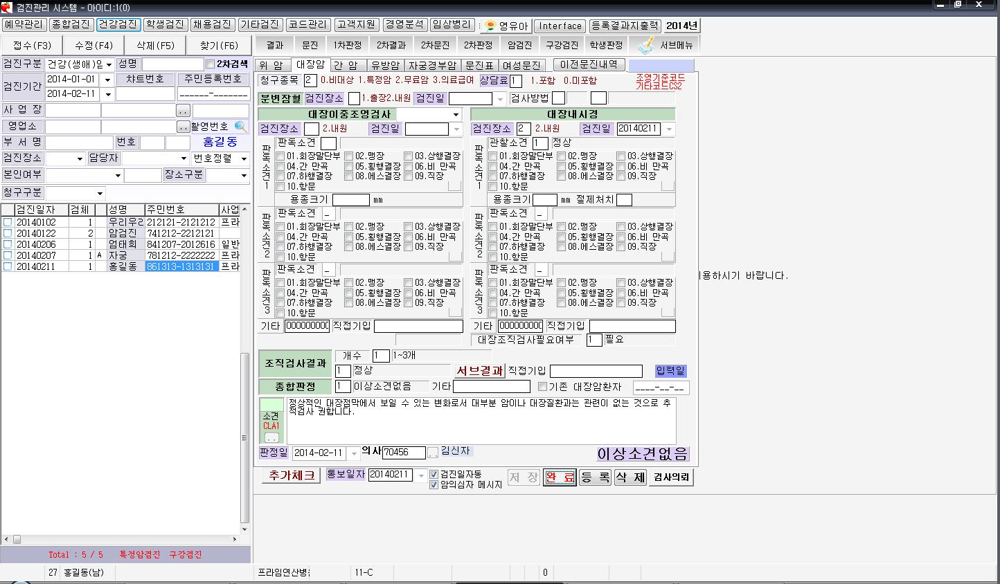 검진관리 시스템 - 아이디:1(0)
예약관리 종합검진 건강검진 학생검진 채용검진 기타검진 코드관리 고객지원 경영분석 임상병리 영유아 Interface 등록결과지출력 2014년
접수(F3) 수정(F4) 삭제(F5) 찾기(F6) 결과 문진 1차판정 2차결과 2차문진 2차판정 암검진 구강검진 학생판정 서브메뉴
검진구분 건강(생애)암 성명 2차검색
검진기간 2014-01-01 챠트번호 주민등록번호
2014-02-11 ______-_______
사 업 장 ..
영업소 .. 촬영번호
부 서 명 번호 홍길동
검진장소 담당자 번호정렬
본인여부 장소구분
청구구분
검진일자 검체 성명 주민번호 사업
20140102 1 우리우리 212121-2121212 프라
20140122 2 암검진 741212-2212121
20140206 1 엄태희 841207-2012616 일반
20140207 1 A 자궁 781212-2222222 프라
20140211 1 홍길동 861313-1313131 프라
Total : 5 / 5 특정암검진 구강검진
위 암 대장암 간 암 유방암 자궁경부암 문진표 여성문진 이전문진내역
청구종목 2 0.비대상 1.특정암 2.무료암 3.의료급여 상담료 1 1.포함 0.미포함 조영기준코드
기타코드CS2
분변잠혈 검진장소 1.출장2.내원 검진일 검사방법
대장이중조영검사
검진장소 2.내원 검진일
판독소견1
판독소견
01.회장말단부 02.맹장 03.상행결장
04.간 만곡 05.횡행결장 06.비 만곡
07.하행결장 08.에스결장 09.직장
10.항문
용종크기 mm
판독소견2
판독소견 _
01.회장말단부 02.맹장 03.상행결장
04.간 만곡 05.횡행결장 06.비 만곡
07.하행결장 08.에스결장 09.직장
10.항문
판독소견3
판독소견 _
01.회장말단부 02.맹장 03.상행결장
04.간 만곡 05.횡행결장 06.비 만곡
07.하행결장 08.에스결장 09.직장
10.항문
기타 000000000 직접기입
대장내시경
검진장소 2 2.내원 검진일 20140211
판독소견1
관찰소견 1 정상
01.회장말단부 02.맹장 03.상행결장
04.간 만곡 05.횡행결장 06.비 만곡
07.하행결장 08.에스결장 09.직장
10.항문
용종크기 mm 절제처치
판독소견2
판독소견 _
01.회장말단부 02.맹장 03.상행결장
04.간 만곡 05.횡행결장 06.비 만곡
07.하행결장 08.에스결장 09.직장
10.항문
판독소견3
판독소견 _
01.회장말단부 02.맹장 03.상행결장
04.간 만곡 05.횡행결장 06.비 만곡
07.하행결장 08.에스결장 09.직장
10.항문
기타 000000000 직접기입
대장조직검사필요여부 1 필요
조직검사결과 개수 1 1~3개
1 정상 서브결과 직접기입 입력일
종합판정 1 이상소견없음 기타 기존 대장암환자 ____-__-__
소견
CLA1
..
정상적인 대장점막에서 보일 수 있는 변화로서 대부분 암이나 대장질환과는 관련이 없는 것으로 추
적검사 권합니다.
판정일 2014-02-11 의사 70456 .. 김신자 이상소견없음
추가체크 통보일자 20140211 검진일자동 저 장 완 료 등 록 삭 제 검사의뢰
암의심자 메시지
이용하시기 바랍니다.
27 홍길동(남) 프라임연산병 11-C 0